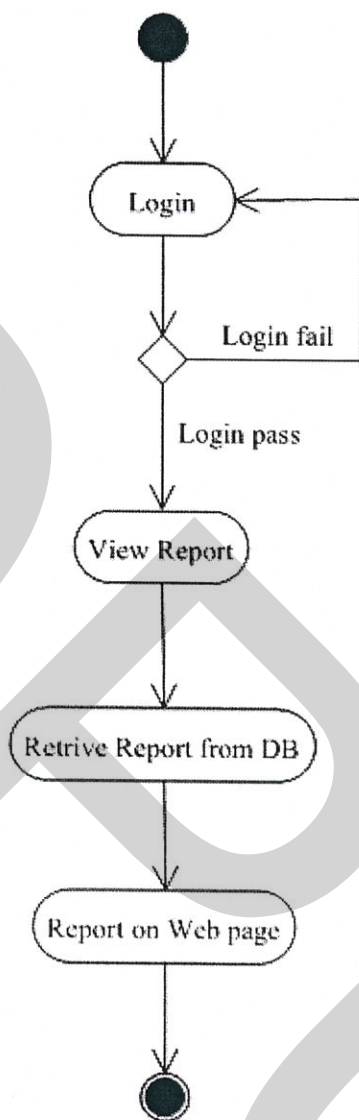 Login
Login fail
Login pass
View Report
Retrive Report from DB
Report on Web page